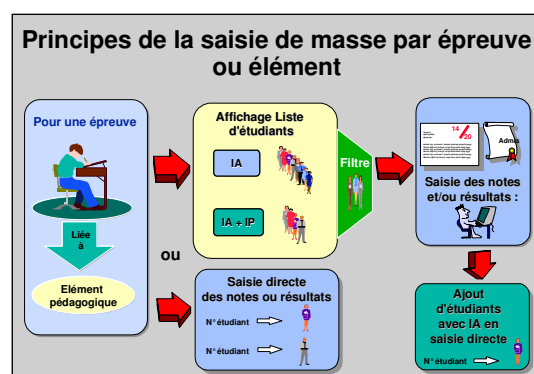 Principes de la saisie de masse par épreuve
ou élément
Pour une épreuve
Liée
à
Elément
pédagogique
Affichage Liste
d'étudiants
IA
IA + IP
Filtre
ou
Saisie directe
des notes ou résultats
N° étudiant
N° étudiant
14
20
Admis
Saisie des notes
et/ou résultats :
Ajout
d'étudiants
avec IA en
saisie directe
N° étudiant